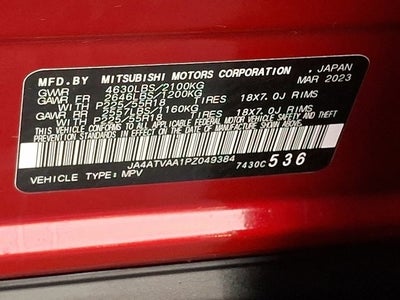 MFD.BY MITSUBISHI MOTORS CORPORATION , JAPAN
GVWR 4630LBS/2100KG MAR 2023
GAWR FR 2646LBS/1200KG
WITH P225/55R18 TIRES 18X7.0J RIMS
GAWR RR 2557LBS/1160KG
WITH P225/55R18 TIRES 18X7.0J RIMS
THIS VEHICLE CONFORMS TO ALL APPLICABLE FEDERAL MOTOR
VEHICLE SAFETY, BUMPER, AND THEFT
PREVENTION STANDARDS IN EFFECT ON THE DATE OF MANUFACTURE SHOWN ABOVE.
JA4ATVAA1PZ049384 7430C 536
VEHICLE TYPE: MPV